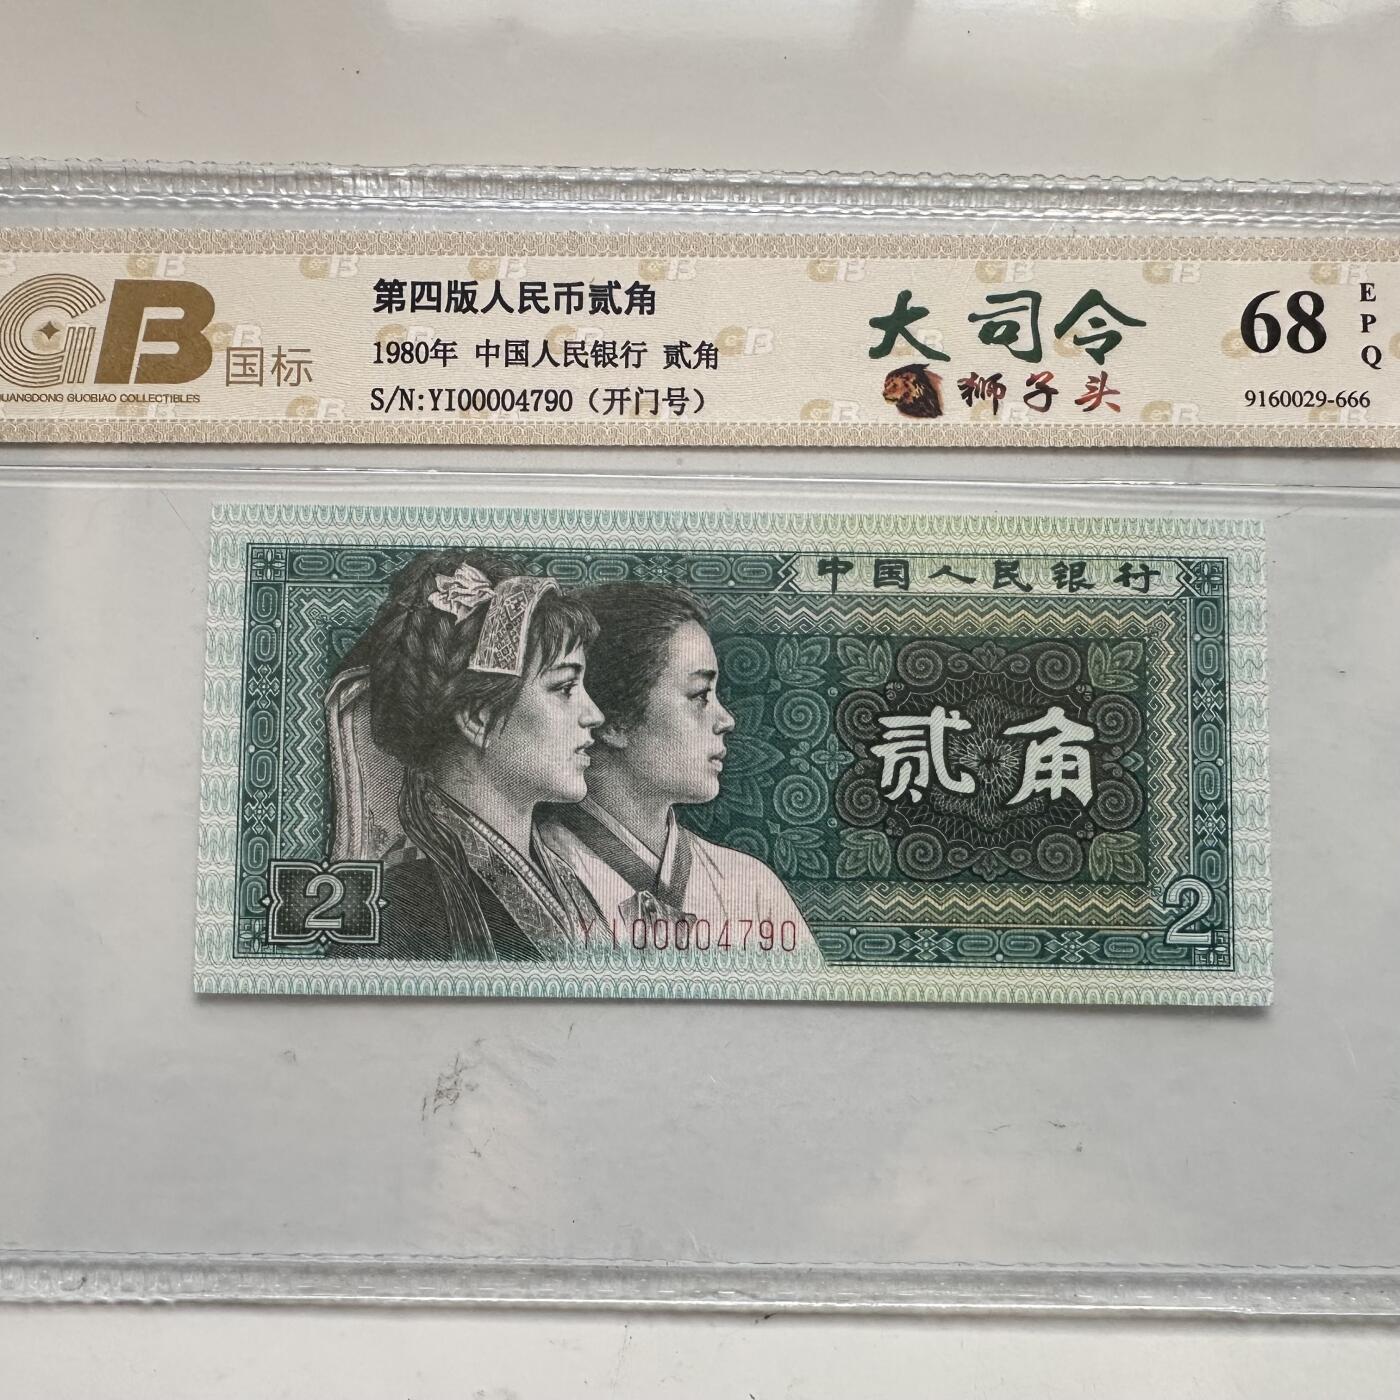 GB 国标
GUANGDONG GUOBIAO COLLECTIBLES
第四版人民币贰角
1980年 中国人民银行 贰角
S/N:YI00004790（开门号）
大司令
狮子头
68
EPQ
9160029-666
中国人民银行
贰角
2
2
YI00004790